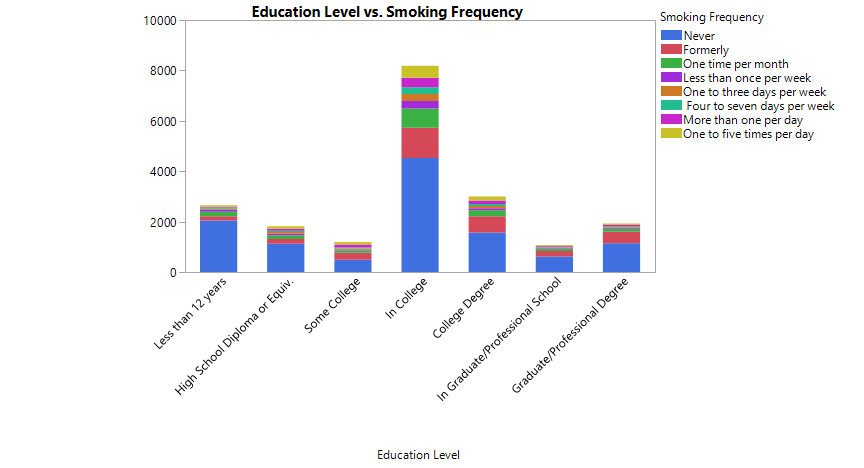 Education Level vs. Smoking Frequency
10000
8000
6000
4000
2000
0
Less than 12 years
High School Diploma or Equiv.
Some College
In College
College Degree
In Graduate/Professional School
Graduate/Professional Degree
Education Level
Smoking Frequency
Never
Formerly
One time per month
Less than once per week
One to three days per week
Four to seven days per week
More than one per day
One to five times per day